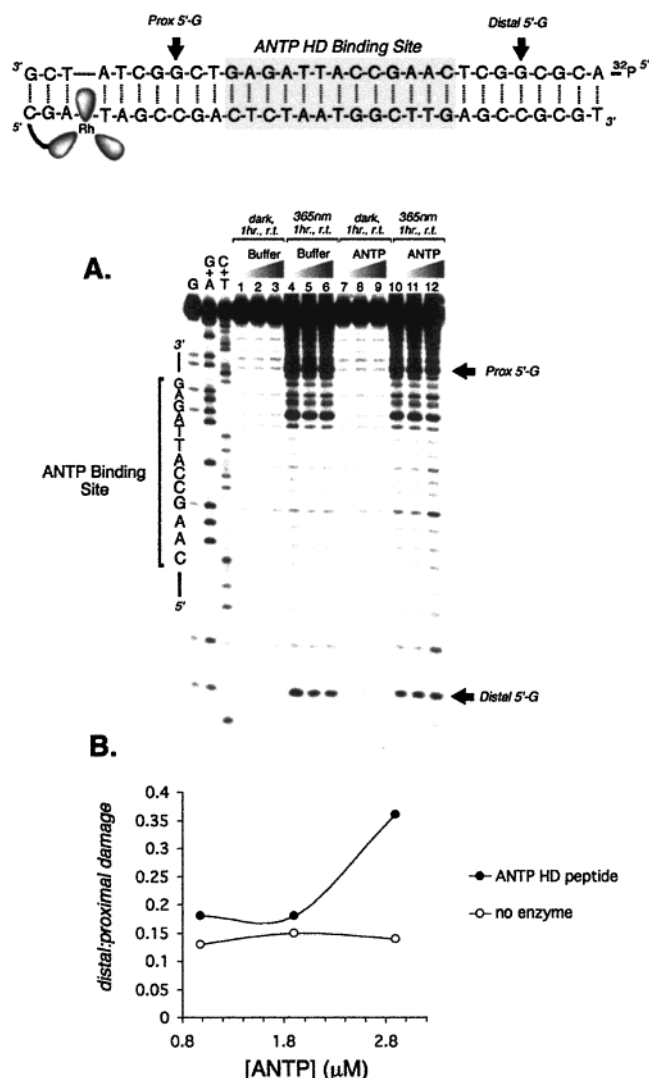 Prox 5'-G
Distal 5'-G
ANTP HD Binding Site
3' G-C-T—A-T-C-G-G-C-T-G-A-G-A-T-T-A-C-C-G-A-A-C-T-C-G-G-C-G-C-A-32P 5'
C-G-A-T-A-G-C-C-G-A-C-T-C-T-A-A-T-G-G-C-T-T-G-A-G-C-C-G-C-G-T
5'
Rh
3'
A.
dark, 1hr., r.t.
365nm 1hr., r.t.
dark, 1hr., r.t.
365nm 1hr., r.t.
Buffer
Buffer
ANTP
ANTP
G G+A C+T 1 2 3 4 5 6 7 8 9 10 11 12
3'
Prox 5'-G
G
A
G
A
T
T
A
C
C
G
A
A
C
ANTP Binding
Site
5'
Distal 5'-G
B.
distal:proximal damage
0.4
0.35
0.3
0.25
0.2
0.15
0.1
0.05
0
ANTP HD peptide
no enzyme
0.8 1.8 2.8
[ANTP] (μM)